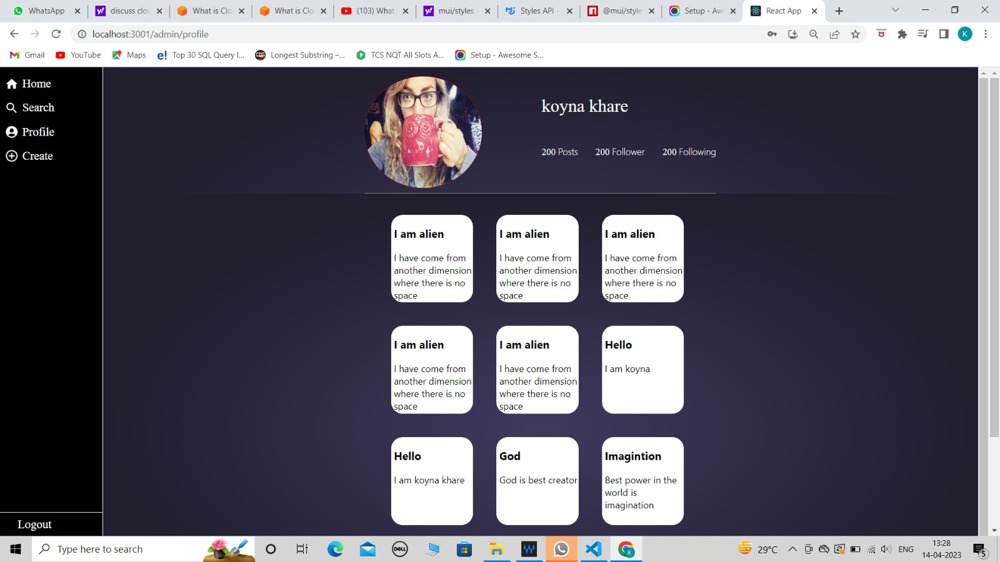 WhatsApp
discuss clou
What is Clo
What is Clo
(103) What
mui/styles -
Styles API -
@mui/style
Setup - Aw
React App
localhost:3001/admin/profile
K
Gmail
YouTube
Maps
e! Top 30 SQL Query I...
Longest Substring –...
TCS NQT All Slots A...
Setup - Awesome S...
Home
Search
Profile
Create
koyna khare
200 Posts 200 Follower 200 Following
I am alien
I have come from
another dimension
where there is no
space
I am alien
I have come from
another dimension
where there is no
space
I am alien
I have come from
another dimension
where there is no
space
I am alien
I have come from
another dimension
where there is no
space
I am alien
I have come from
another dimension
where there is no
space
Hello
I am koyna
Hello
I am koyna khare
God
God is best creator
Imagintion
Best power in the
world is
imagination
Logout
Type here to search
DELL
29°C
ENG
13:28
14-04-2023
5